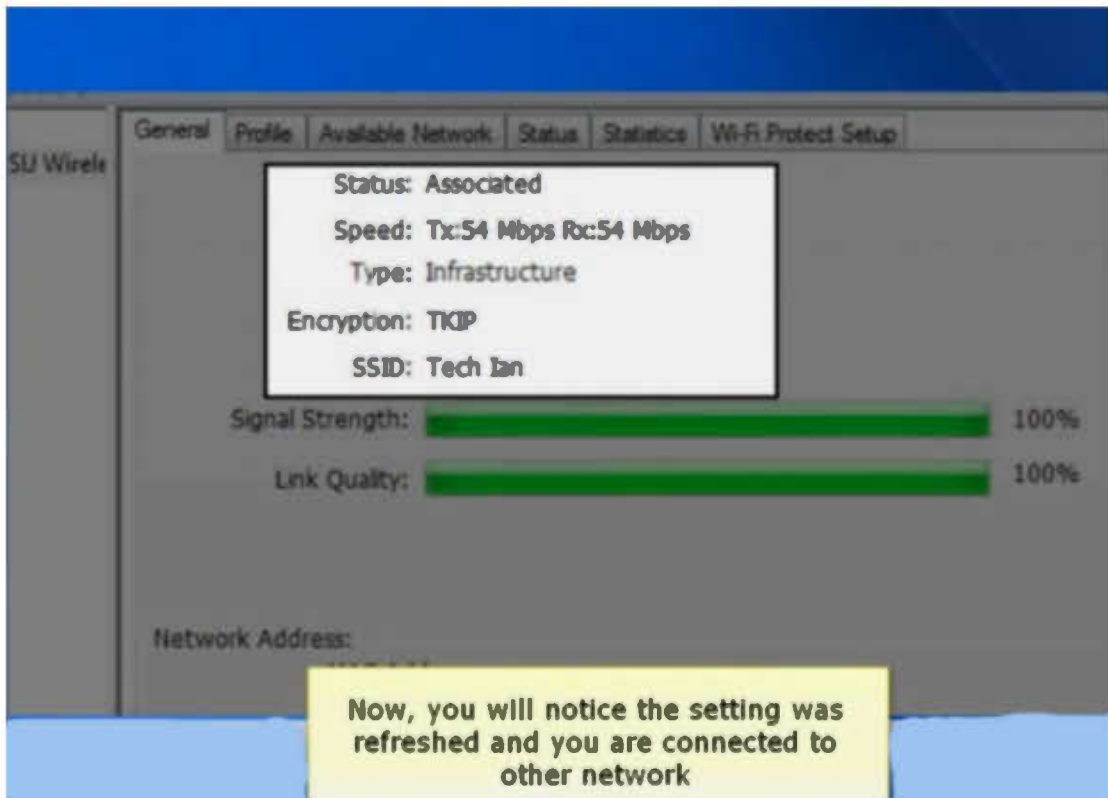 General Profile Available Network Status Statistics Wi-Fi Protect Setup
SU Wirele
Status: Associated
Speed: Tx:54 Mbps Rx:54 Mbps
Type: Infrastructure
Encryption: TKIP
SSID: Tech Ian
Signal Strength: 100%
Link Quality: 100%
Network Address:
Now, you will notice the setting was
refreshed and you are connected to
other network